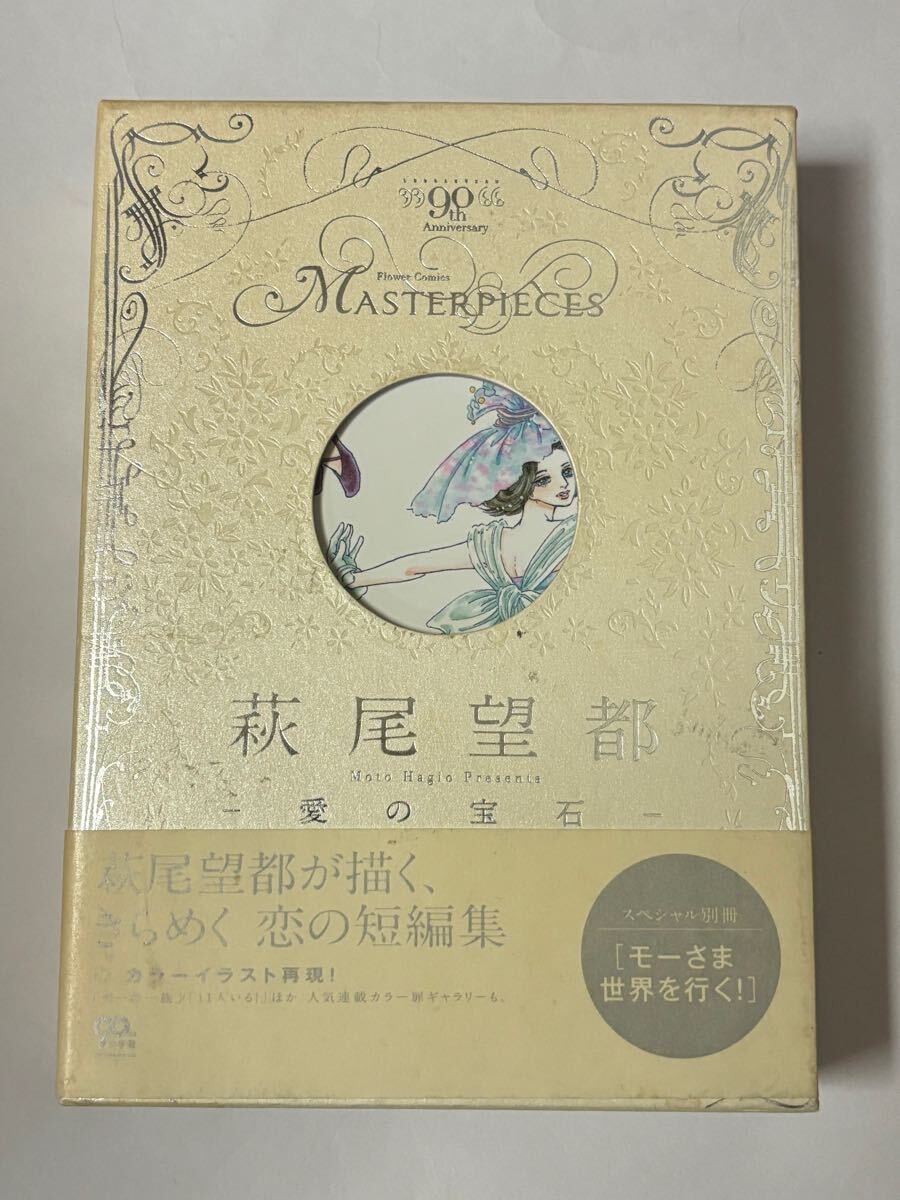 SHOGAKUKAN
90th
Anniversary
Flower Comics
MASTERPIECES
萩尾望都
Moto Hagio Presents
-愛の宝石-
萩尾望都が描く、
きらめく 恋の短編集
カラーイラスト再現!
「11人いる!」ほか 人気連載カラー扉ギャラリーも。
スペシャル別冊
[モーさま
世界を行く!]